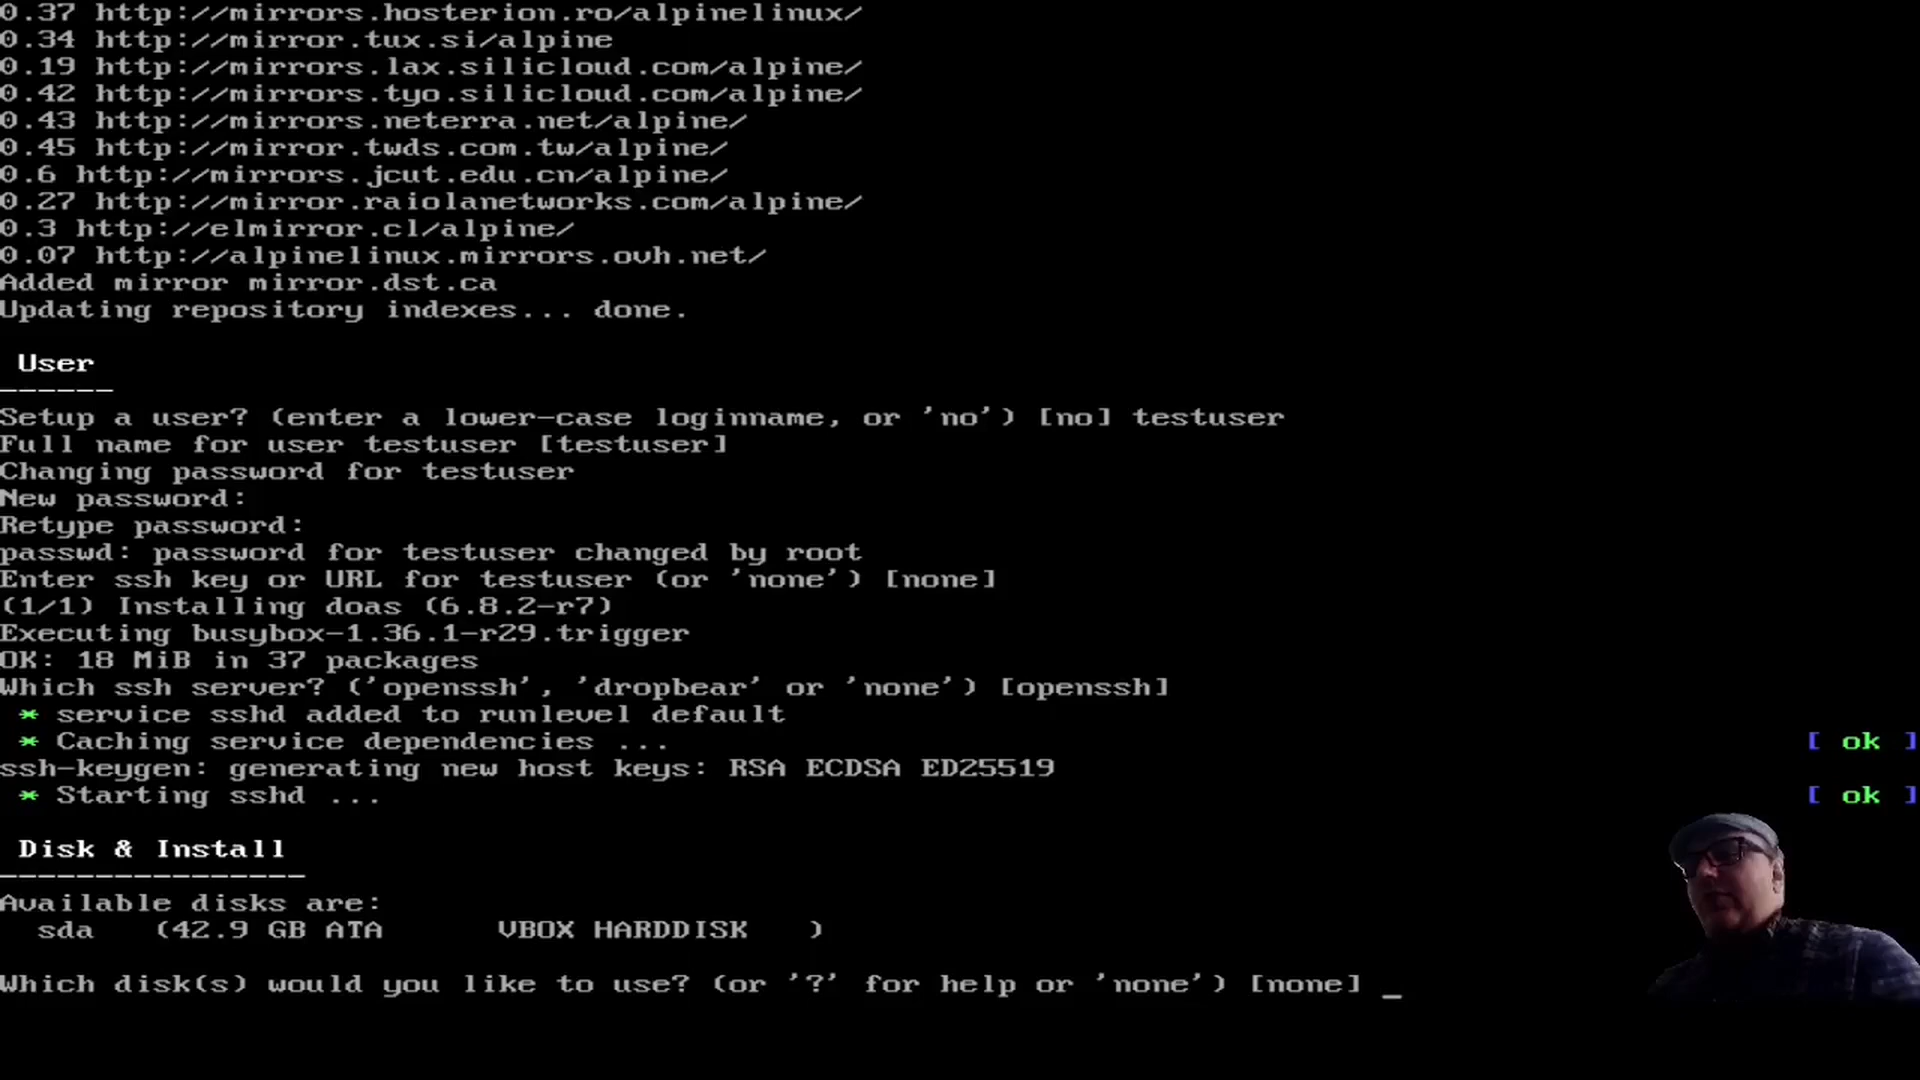 0.37 http://mirrors.hosterion.ro/alpinelinux/
0.34 http://mirror.tux.si/alpine
0.19 http://mirrors.lax.silicloud.com/alpine/
0.42 http://mirrors.tyo.silicloud.com/alpine/
0.43 http://mirrors.neterra.net/alpine/
0.45 http://mirror.twds.com.tw/alpine/
0.6 http://mirrors.jcut.edu.cn/alpine/
0.27 http://mirror.raiolanetworks.com/alpine/
0.3 http://elmirror.cl/alpine/
0.07 http://alpinelinux.mirrors.ovh.net/
Added mirror mirror.dst.ca
Updating repository indexes... done.
User
------
Setup a user? (enter a lower-case loginname, or 'no') [no] testuser
Full name for user testuser [testuser]
Changing password for testuser
New password:
Retype password:
passwd: password for testuser changed by root
Enter ssh key or URL for testuser (or 'none') [none]
(1/1) Installing doas (6.8.2-r7)
Executing busybox-1.36.1-r29.trigger
OK: 18 MiB in 37 packages
Which ssh server? ('openssh', 'dropbear' or 'none') [openssh]
* service sshd added to runlevel default
* Caching service dependencies ... [ ok ]
ssh-keygen: generating new host keys: RSA ECDSA ED25519
* Starting sshd ... [ ok ]
Disk & Install
----------------
Available disks are:
sda (42.9 GB ATA VBOX HARDDISK )
Which disk(s) would you like to use? (or '?' for help or 'none') [none] _